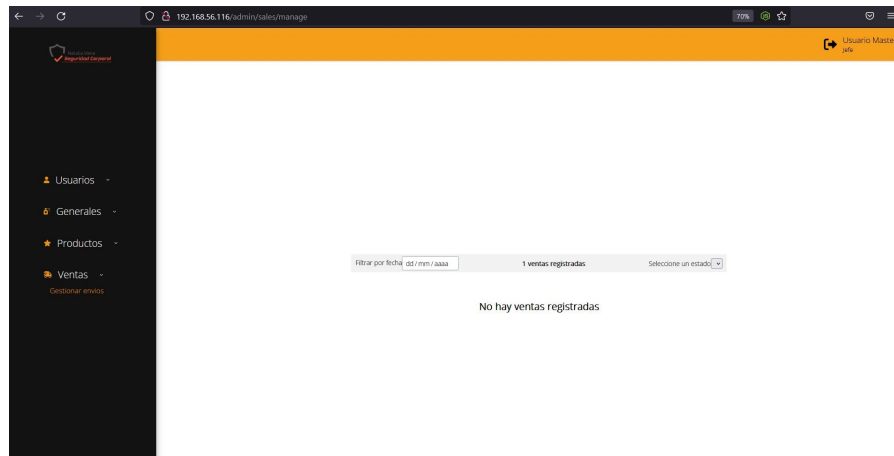 192.168.56.116/admin/sales/manage
70%
Usuario Maste
jefe
Seguridad Corporal
Usuarios
Generales
Productos
Ventas
Gestionar envios
Filtrar por fecha dd / mm / aaaa
1 ventas registradas
Seleccione un estado
No hay ventas registradas